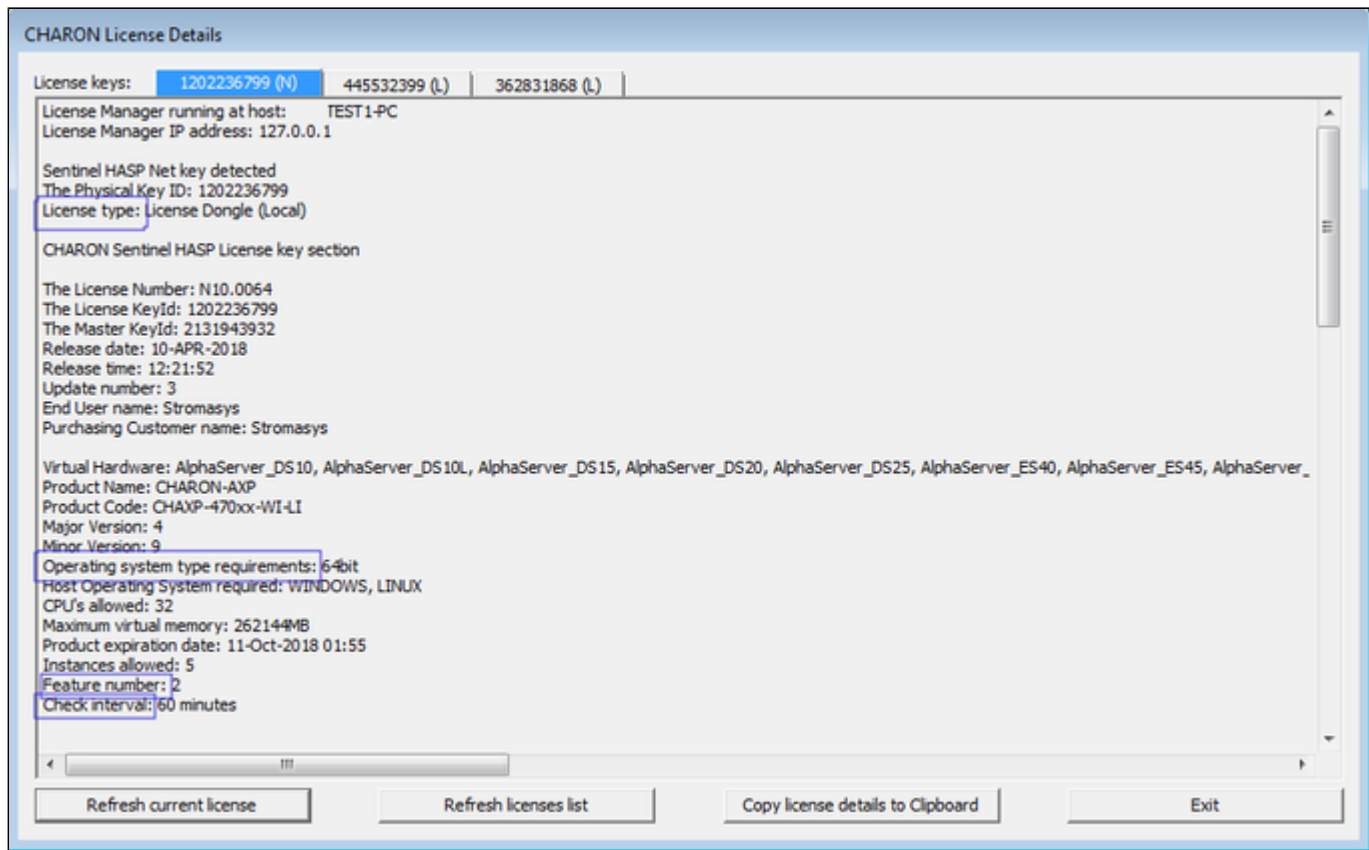 CHARON License Details
License keys: 1202236799 (N) 445532399 (L) 362831868 (L)
License Manager running at host: TEST1-PC
License Manager IP address: 127.0.0.1
Sentinel HASP Net key detected
The Physical Key ID: 1202236799
License type: License Dongle (Local)
CHARON Sentinel HASP License key section
The License Number: N10.0064
The License KeyId: 1202236799
The Master KeyId: 2131943932
Release date: 10-APR-2018
Release time: 12:21:52
Update number: 3
End User name: Stromasys
Purchasing Customer name: Stromasys
Virtual Hardware: AlphaServer_DS10, AlphaServer_DS10L, AlphaServer_DS15, AlphaServer_DS20, AlphaServer_DS25, AlphaServer_ES40, AlphaServer_ES45, AlphaServer_
Product Name: CHARON-AXP
Product Code: CHAXP-470xx-WI-LI
Major Version: 4
Minor Version: 9
Operating system type requirements: 64bit
Host Operating System required: WINDOWS, LINUX
CPU's allowed: 32
Maximum virtual memory: 262144MB
Product expiration date: 11-Oct-2018 01:55
Instances allowed: 5
Feature number: 2
Check interval: 60 minutes
Refresh current license Refresh licenses list Copy license details to Clipboard Exit